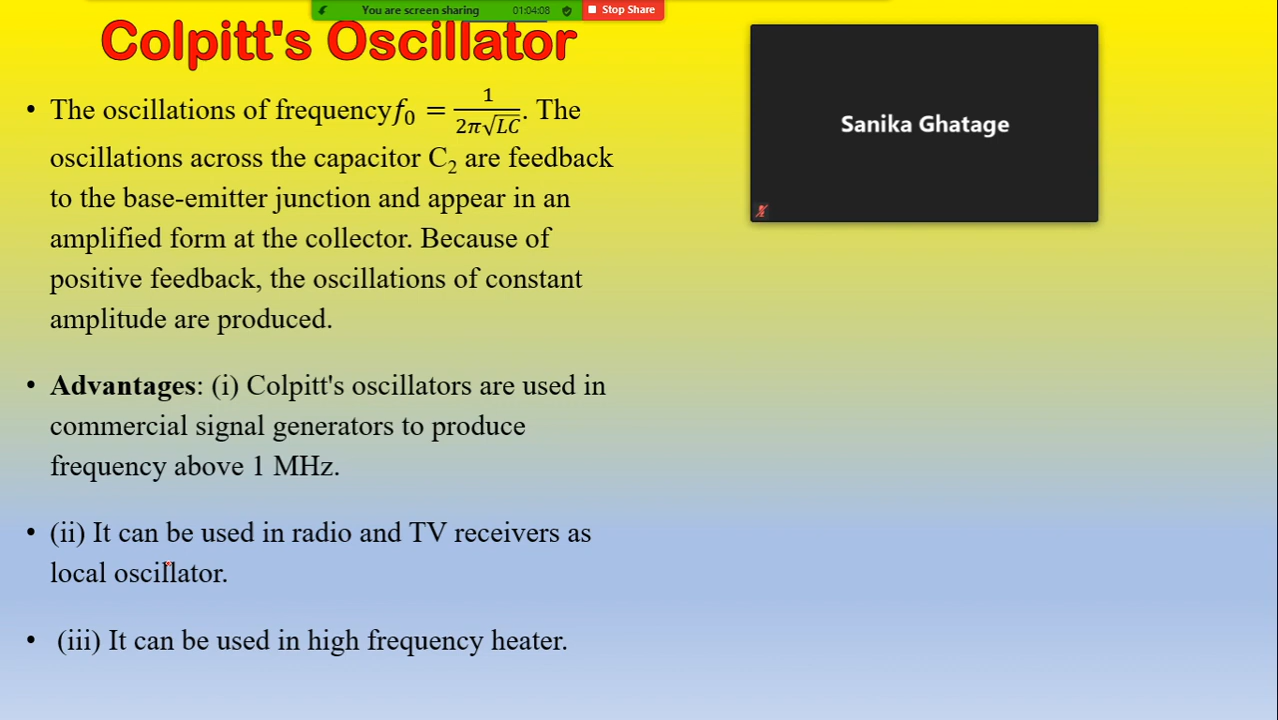 You are screen sharing 01:04:08 Stop Share
Colpitt's Oscillator
• The oscillations of frequency f₀ = 1/(2π√LC). The
oscillations across the capacitor C₂ are feedback
to the base-emitter junction and appear in an
amplified form at the collector. Because of
positive feedback, the oscillations of constant
amplitude are produced.
• Advantages: (i) Colpitt's oscillators are used in
commercial signal generators to produce
frequency above 1 MHz.
• (ii) It can be used in radio and TV receivers as
local oscillator.
• (iii) It can be used in high frequency heater.
Sanika Ghatage